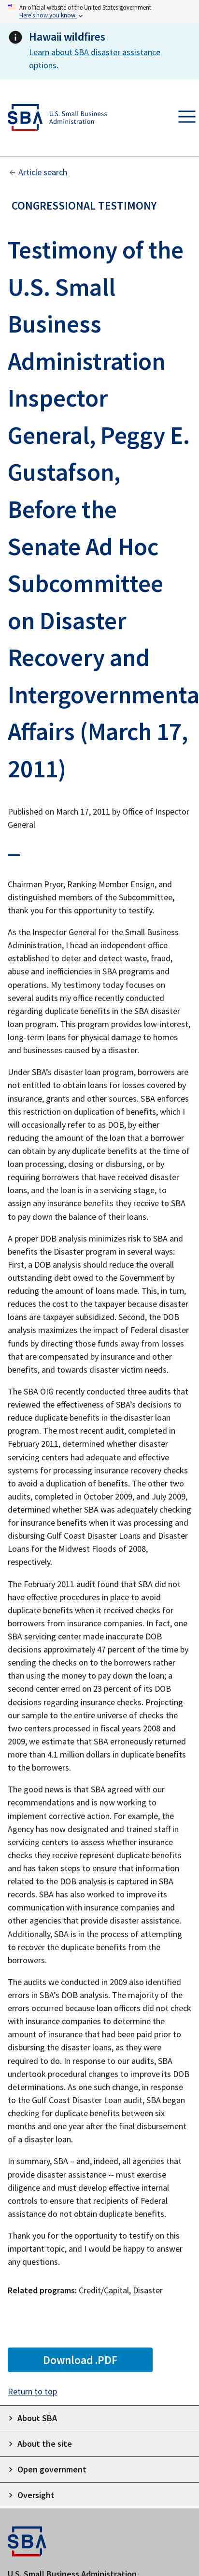 An official website of the United States government
Here's how you know
Hawaii wildfires
Learn about SBA disaster assistance
options.
SBA
U.S. Small Business
Administration
Article search
CONGRESSIONAL TESTIMONY
Testimony of the
U.S. Small
Business
Administration
Inspector
General, Peggy E.
Gustafson,
Before the
Senate Ad Hoc
Subcommittee
on Disaster
Recovery and
Intergovernmenta
Affairs (March 17,
2011)
Published on March 17, 2011 by Office of Inspector
General
Chairman Pryor, Ranking Member Ensign, and
distinguished members of the Subcommittee,
thank you for this opportunity to testify.
As the Inspector General for the Small Business
Administration, I head an independent office
established to deter and detect waste, fraud,
abuse and inefficiencies in SBA programs and
operations. My testimony today focuses on
several audits my office recently conducted
regarding duplicate benefits in the SBA disaster
loan program. This program provides low-interest,
long-term loans for physical damage to homes
and businesses caused by a disaster.
Under SBA's disaster loan program, borrowers are
not entitled to obtain loans for losses covered by
insurance, grants and other sources. SBA enforces
this restriction on duplication of benefits, which I
will occasionally refer to as DOB, by either
reducing the amount of the loan that a borrower
can obtain by any duplicate benefits at the time of
loan processing, closing or disbursing, or by
requiring borrowers that have received disaster
loans, and the loan is in a servicing stage, to
assign any insurance benefits they receive to SBA
to pay down the balance of their loans.
A proper DOB analysis minimizes risk to SBA and
benefits the Disaster program in several ways:
First, a DOB analysis should reduce the overall
outstanding debt owed to the Government by
reducing the amount of loans made. This, in turn,
reduces the cost to the taxpayer because disaster
loans are taxpayer subsidized. Second, the DOB
analysis maximizes the impact of Federal disaster
funds by directing those funds away from losses
that are compensated by insurance and other
benefits, and towards disaster victim needs.
The SBA OIG recently conducted three audits that
reviewed the effectiveness of SBA's decisions to
reduce duplicate benefits in the disaster loan
program. The most recent audit, completed in
February 2011, determined whether disaster
servicing centers had adequate and effective
systems for processing insurance recovery checks
to avoid a duplication of benefits. The other two
audits, completed in October 2009, and July 2009,
determined whether SBA was adequately checking
for insurance benefits when it was processing and
disbursing Gulf Coast Disaster Loans and Disaster
Loans for the Midwest Floods of 2008,
respectively.
The February 2011 audit found that SBA did not
have effective procedures in place to avoid
duplicate benefits when it received checks for
borrowers from insurance companies. In fact, one
SBA servicing center made inaccurate DOB
decisions approximately 47 percent of the time by
sending the checks on to the borrowers rather
than using the money to pay down the loan; a
second center erred on 23 percent of its DOB
decisions regarding insurance checks. Projecting
our sample to the entire universe of checks the
two centers processed in fiscal years 2008 and
2009, we estimate that SBA erroneously returned
more than 4.1 million dollars in duplicate benefits
to the borrowers.
The good news is that SBA agreed with our
recommendations and is now working to
implement corrective action. For example, the
Agency has now designated and trained staff in
servicing centers to assess whether insurance
checks they receive represent duplicate benefits
and has taken steps to ensure that information
related to the DOB analysis is captured in SBA
records. SBA has also worked to improve its
communication with insurance companies and
other agencies that provide disaster assistance.
Additionally, SBA is in the process of attempting
to recover the duplicate benefits from the
borrowers.
The audits we conducted in 2009 also identified
errors in SBA's DOB analysis. The majority of the
errors occurred because loan officers did not check
with insurance companies to determine the
amount of insurance that had been paid prior to
disbursing the disaster loans, as they were
required to do. In response to our audits, SBA
undertook procedural changes to improve its DOB
determinations. As one such change, in response
to the Gulf Coast Disaster Loan audit, SBA began
checking for duplicate benefits between six
months and one year after the final disbursement
of a disaster loan.
In summary, SBA – and, indeed, all agencies that
provide disaster assistance -- must exercise
diligence and must develop effective internal
controls to ensure that recipients of Federal
assistance do not obtain duplicate benefits.
Thank you for the opportunity to testify on this
important topic, and I would be happy to answer
any questions.
Related programs: Credit/Capital, Disaster
Download .PDF
Return to top
About SBA
About the site
Open government
Oversight
SBA
U.S. Small Business Administration